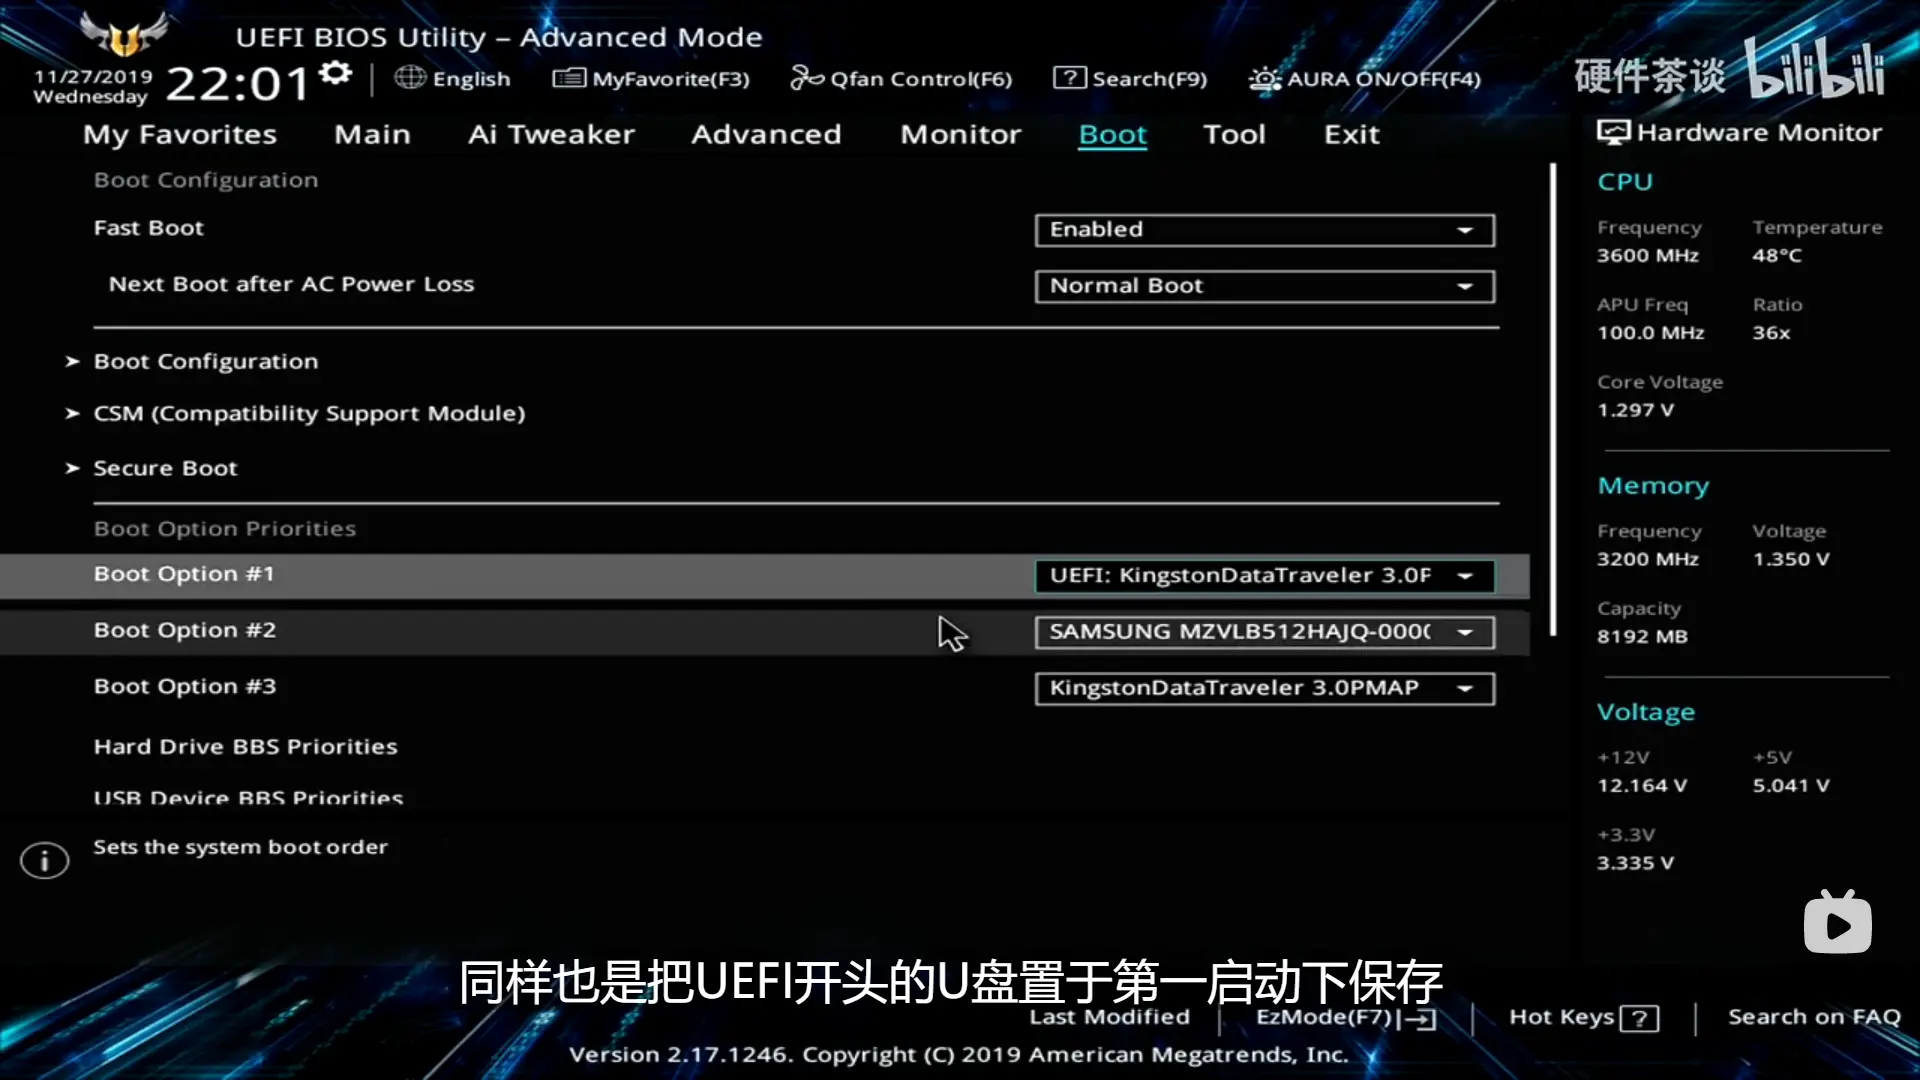 UEFI BIOS Utility – Advanced Mode
11/27/2019
Wednesday
22:01
English
MyFavorite(F3)
Qfan Control(F6)
? Search(F9)
AURA ON/OFF(F4)
硬件茶谈 bilibili
My Favorites
Main
Ai Tweaker
Advanced
Monitor
Boot
Tool
Exit
Boot Configuration
Fast Boot
Enabled
Next Boot after AC Power Loss
Normal Boot
Boot Configuration
CSM (Compatibility Support Module)
Secure Boot
Boot Option Priorities
Boot Option #1
UEFI: KingstonDataTraveler 3.0F
Boot Option #2
SAMSUNG MZVLB512HAJQ-000
Boot Option #3
KingstonDataTraveler 3.0PMAP
Hard Drive BBS Priorities
USB Device BBS Priorities
Sets the system boot order
Hardware Monitor
CPU
Frequency
Temperature
3600 MHz
48°C
APU Freq
Ratio
100.0 MHz
36x
Core Voltage
1.297 V
Memory
Frequency
Voltage
3200 MHz
1.350 V
Capacity
8192 MB
Voltage
+12V
+5V
12.164 V
5.041 V
+3.3V
3.335 V
同样也是把UEFI开头的U盘置于第一启动下保存
Last Modified
EzMode(F7)
Hot Keys ?
Search on FAQ
Version 2.17.1246. Copyright (C) 2019 American Megatrends, Inc.